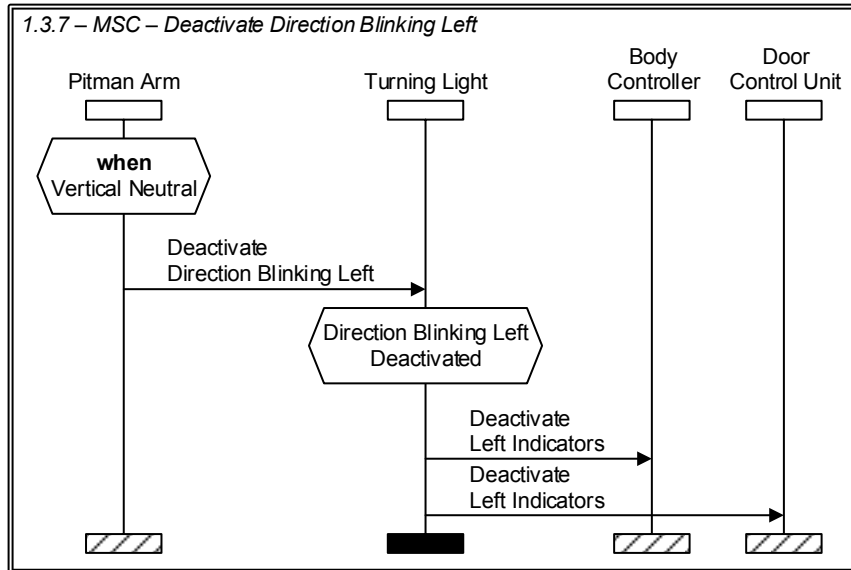 1.3.7 – MSC – Deactivate Direction Blinking Left
Body
Door
Pitman Arm
Turning Light
Controller
Control Unit
when
Vertical Neutral
Deactivate
Direction Blinking Left
Direction Blinking Left
Deactivated
Deactivate
Left Indicators
Deactivate
Left Indicators